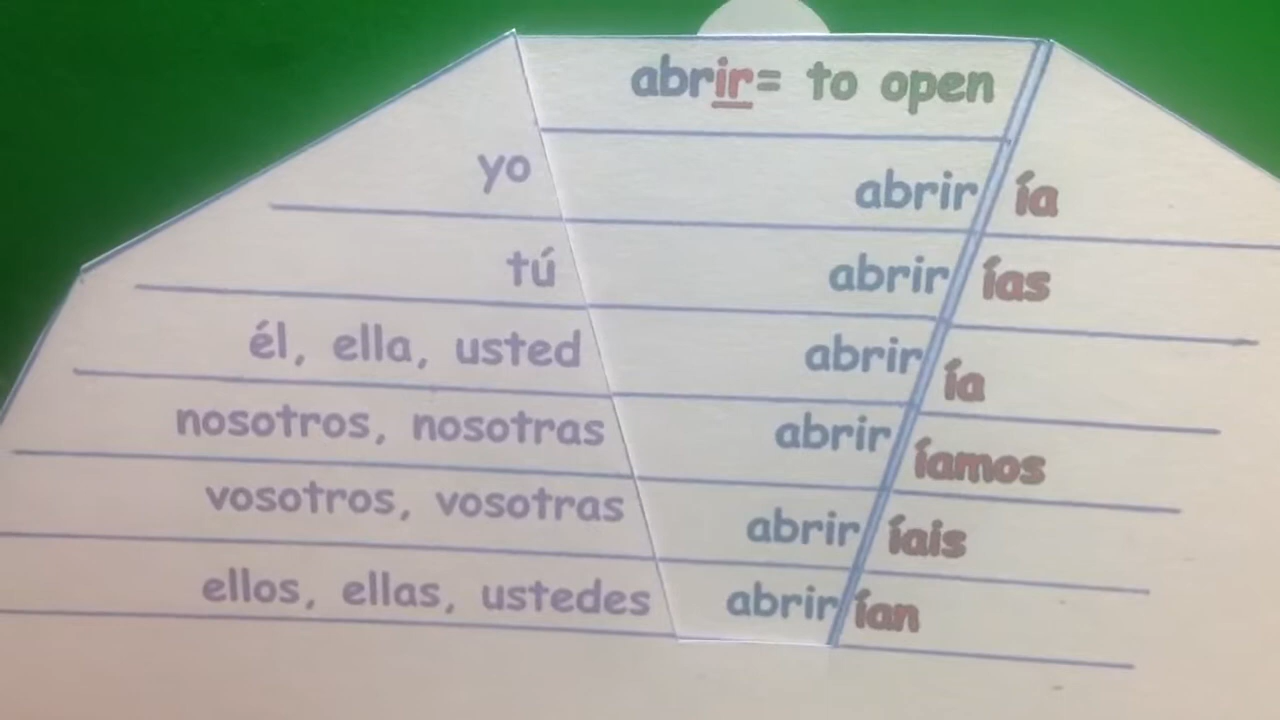 abrir= to open
yo abrir ía
tú abrir ías
él, ella, usted abrir ía
nosotros, nosotras abrir íamos
vosotros, vosotras abrir íais
ellos, ellas, ustedes abrir ían